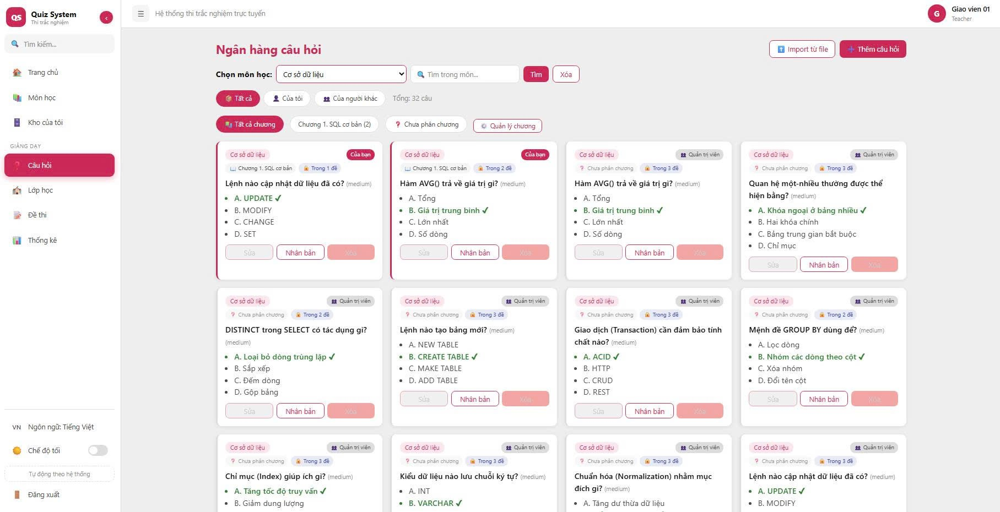 QS
Quiz System
Thi trắc nghiệm
‹
Tìm kiếm...
Trang chủ
Môn học
Kho của tôi
GIẢNG DẠY
Câu hỏi
Lớp học
Đề thi
Thống kê
VN Ngôn ngữ: Tiếng Việt
Chế độ tối
Tự động theo hệ thống
Đăng xuất
☰ Hệ thống thi trắc nghiệm trực tuyến
G
Giao vien 01
Teacher
Ngân hàng câu hỏi
Import từ file
Thêm câu hỏi
Chọn môn học: Cơ sở dữ liệu Tìm trong môn... Tìm Xóa
Tất cả Của tôi Của người khác Tổng: 32 câu
Tất cả chương Chương 1. SQL cơ bản (2) Chưa phân chương Quản lý chương
Cơ sở dữ liệu Của bạn
Chương 1. SQL cơ bản Trong 1 đề
Lệnh nào cập nhật dữ liệu đã có? (medium)
A. UPDATE ✓
B. MODIFY
C. CHANGE
D. SET
Sửa Nhân bản Xóa
Cơ sở dữ liệu Của bạn
Chương 1. SQL cơ bản Trong 2 đề
Hàm AVG() trả về giá trị gì? (medium)
A. Tổng
B. Giá trị trung bình ✓
C. Lớn nhất
D. Số dòng
Sửa Nhân bản Xóa
Cơ sở dữ liệu Quản trị viên
Chưa phân chương Trong 3 đề
Hàm AVG() trả về giá trị gì? (medium)
A. Tổng
B. Giá trị trung bình ✓
C. Lớn nhất
D. Số dòng
Sửa Nhân bản Xóa
Cơ sở dữ liệu Quản trị viên
Chưa phân chương Trong 3 đề
Quan hệ một-nhiều thường được thể
hiện bằng? (medium)
A. Khóa ngoại ở bảng nhiều ✓
B. Hai khóa chính
C. Bảng trung gian bắt buộc
D. Chỉ mục
Sửa Nhân bản Xóa
Cơ sở dữ liệu Quản trị viên
Chưa phân chương Trong 2 đề
DISTINCT trong SELECT có tác dụng gì?
(medium)
A. Loại bỏ dòng trùng lặp ✓
B. Sắp xếp
C. Đếm dòng
D. Gộp bảng
Sửa Nhân bản Xóa
Cơ sở dữ liệu Quản trị viên
Chưa phân chương Trong 3 đề
Lệnh nào tạo bảng mới? (medium)
A. NEW TABLE
B. CREATE TABLE ✓
C. MAKE TABLE
D. ADD TABLE
Sửa Nhân bản Xóa
Cơ sở dữ liệu Quản trị viên
Chưa phân chương Trong 3 đề
Giao dịch (Transaction) cần đảm bảo tính
chất nào? (medium)
A. ACID ✓
B. HTTP
C. CRUD
D. REST
Sửa Nhân bản Xóa
Cơ sở dữ liệu Quản trị viên
Chưa phân chương Trong 2 đề
Mệnh đề GROUP BY dùng để? (medium)
A. Lọc dòng
B. Nhóm các dòng theo cột ✓
C. Xóa nhóm
D. Đổi tên cột
Sửa Nhân bản Xóa
Cơ sở dữ liệu Quản trị viên
Chưa phân chương Trong 3 đề
Chỉ mục (Index) giúp ích gì? (medium)
A. Tăng tốc độ truy vấn ✓
B. Giảm dung lượng
Cơ sở dữ liệu Quản trị viên
Chưa phân chương Trong 3 đề
Kiểu dữ liệu nào lưu chuỗi ký tự? (medium)
A. INT
B. VARCHAR ✓
Cơ sở dữ liệu Quản trị viên
Chưa phân chương Trong 3 đề
Chuẩn hóa (Normalization) nhằm mục
đích gì? (medium)
A. Tăng dư thừa dữ liệu
Cơ sở dữ liệu Quản trị viên
Chưa phân chương Trong 3 đề
Lệnh nào cập nhật dữ liệu đã có? (medium)
A. UPDATE ✓
B. MODIFY